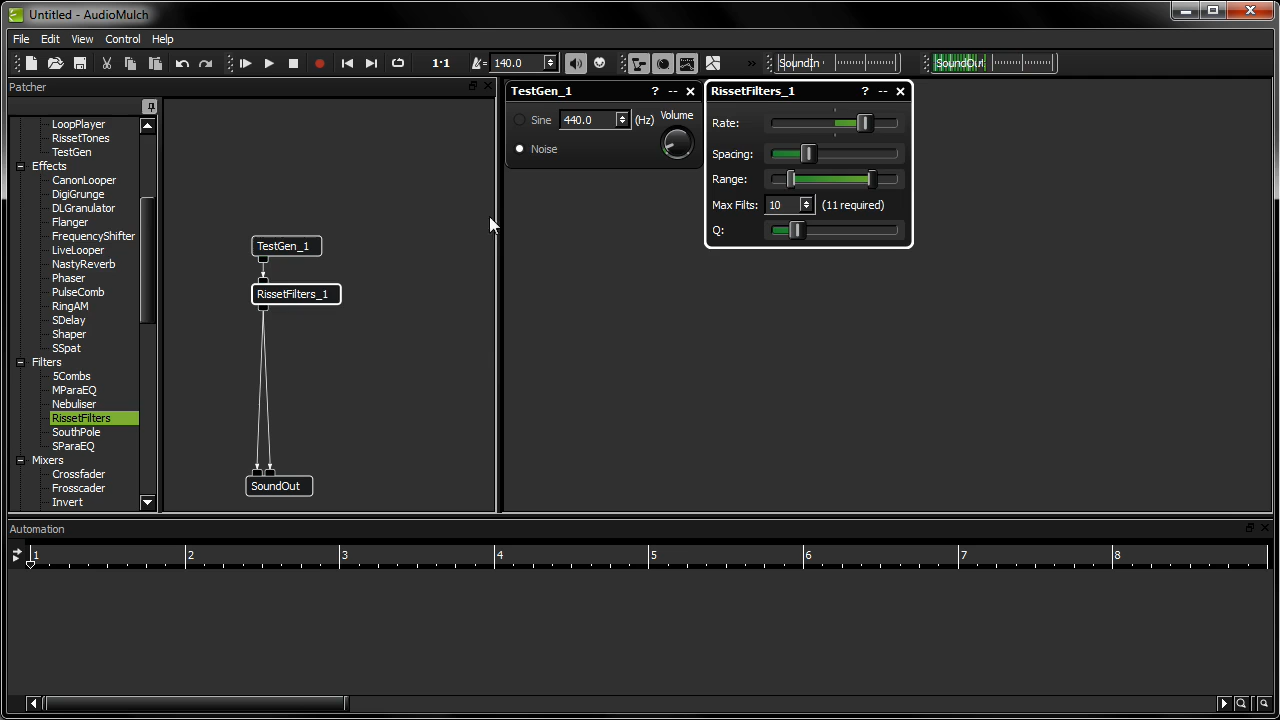 Untitled - AudioMulch
File Edit View Control Help
1:1 140.0 SoundIn SoundOut
Patcher
LoopPlayer
RissetTones
TestGen
Effects
CanonLooper
DigiGrunge
DLGranulator
Flanger
FrequencyShifter
LiveLooper
NastyReverb
Phaser
PulseComb
RingAM
SDelay
Shaper
SSpat
Filters
5Combs
MParaEQ
Nebuliser
RissetFilters
SouthPole
SParaEQ
Mixers
Crossfader
Frosscader
Invert
TestGen_1
RissetFilters_1
SoundOut
TestGen_1 ? -- 
Sine 440.0 (Hz) Volume
Noise
RissetFilters_1 ? --
Rate:
Spacing:
Range:
Max Filts: 10 (11 required)
Q:
Automation
1 2 3 4 5 6 7 8